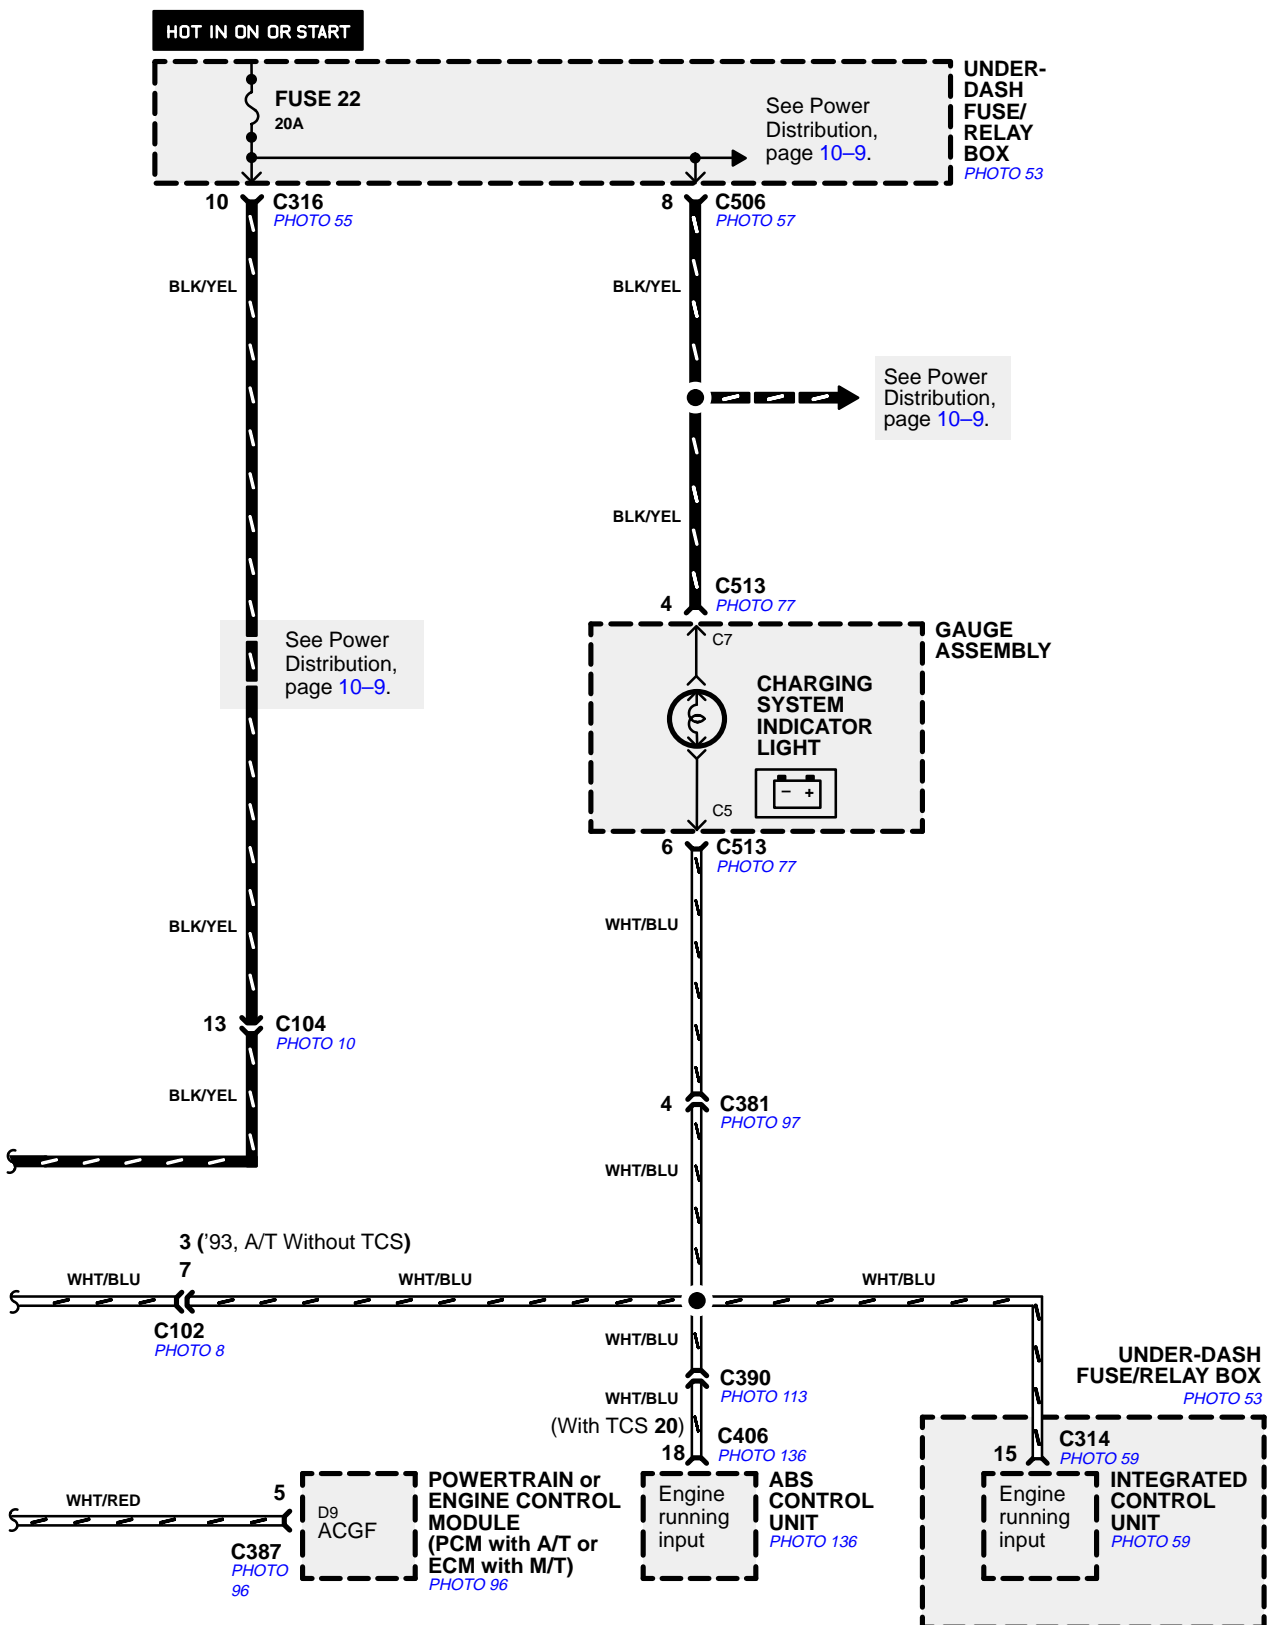 HOT IN ON OR START
FUSE 22
20A
See Power
Distribution,
page 10–9.
UNDER-
DASH
FUSE/
RELAY
BOX
PHOTO 53
10
C316
PHOTO 55
8
C506
PHOTO 57
BLK/YEL
BLK/YEL
See Power
Distribution,
page 10–9.
BLK/YEL
4
C513
PHOTO 77
See Power
Distribution,
page 10–9.
GAUGE
ASSEMBLY
C7
CHARGING
SYSTEM
INDICATOR
LIGHT
– +
C5
6
C513
PHOTO 77
BLK/YEL
WHT/BLU
13
C104
PHOTO 10
BLK/YEL
4
C381
PHOTO 97
WHT/BLU
3 ('93, A/T Without TCS)
7
WHT/BLU
WHT/BLU
WHT/BLU
C102
PHOTO 8
WHT/BLU
C390
PHOTO 113
WHT/BLU
(With TCS 20)
18
C406
PHOTO 136
UNDER-DASH
FUSE/RELAY BOX
PHOTO 53
15
C314
PHOTO 59
WHT/RED
5
C387
PHOTO
96
D9
ACGF
POWERTRAIN or
ENGINE CONTROL
MODULE
(PCM with A/T or
ECM with M/T)
PHOTO 96
Engine
running
input
ABS
CONTROL
UNIT
PHOTO 136
Engine
running
input
INTEGRATED
CONTROL
UNIT
PHOTO 59